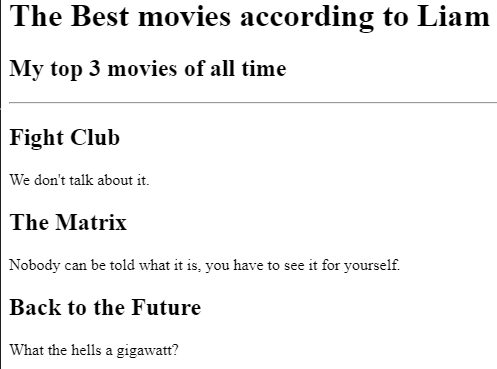 The Best movies according to Liam
My top 3 movies of all time
Fight Club
We don't talk about it.
The Matrix
Nobody can be told what it is, you have to see it for yourself.
Back to the Future
What the hells a gigawatt?